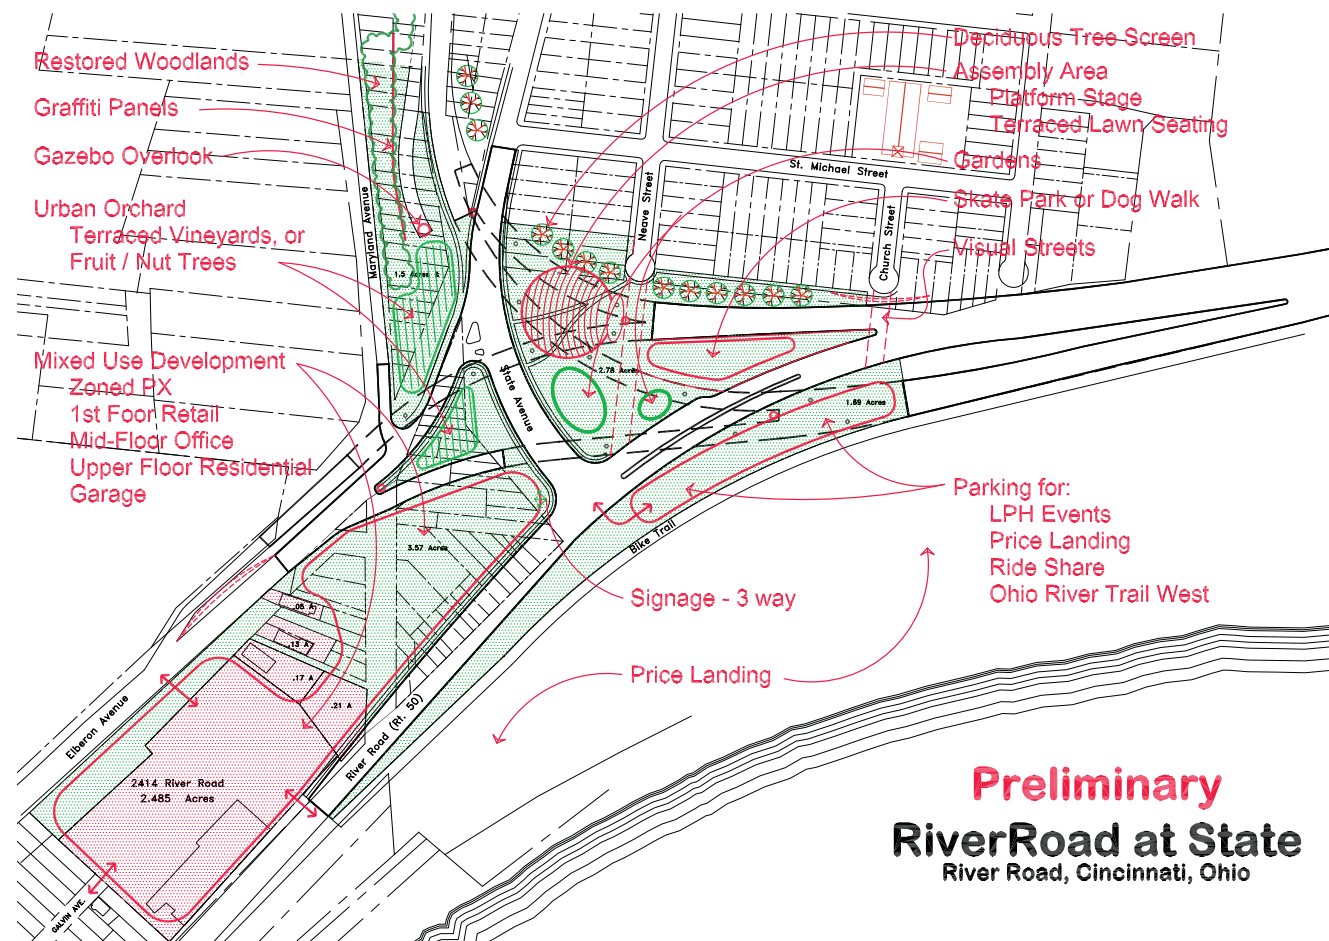 Restored Woodlands
Graffiti Panels
Gazebo Overlook
Urban Orchard
Terraced Vineyards, or
Fruit / Nut Trees
Mixed Use Development
Zoned PX
1st Foor Retail
Mid-Floor Office
Upper Floor Residential
Garage
Deciduous Tree Screen
Assembly Area
Platform Stage
Terraced Lawn Seating
Gardens
Skate Park or Dog Walk
Visual Streets
Parking for:
LPH Events
Price Landing
Ride Share
Ohio River Trail West
Signage - 3 way
Price Landing
Maryland Avenue
Neave Street
St. Michael Street
Church Street
State Avenue
Bike Trail
River Road (Rt. 50)
Elberon Avenue
GALVIN AVE.
1.5 Acres ±
2.78 Acres
1.69 Acres
3.57 Acres
.06 A
.13 A
.17 A
.21 A
2414 River Road
2.485 Acres
Preliminary
RiverRoad at State
River Road, Cincinnati, Ohio